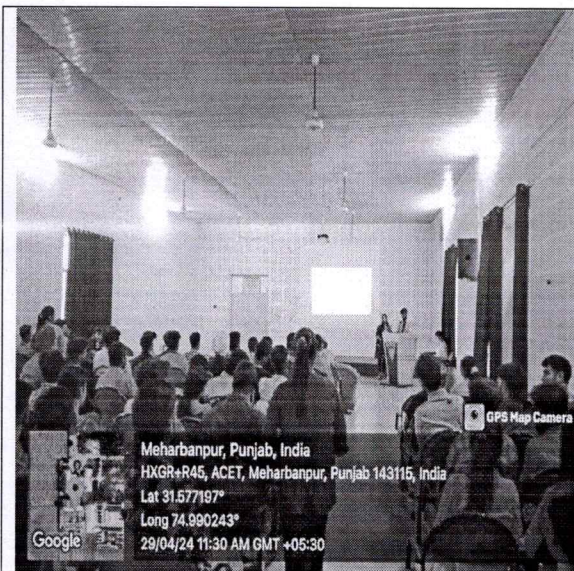 GPS Map Camera
Meharbanpur, Punjab, India
HXGR+R45, ACET, Meharbanpur, Punjab 143115, India
Lat 31.577197°
Long 74.990243°
29/04/24 11:30 AM GMT +05:30
Google